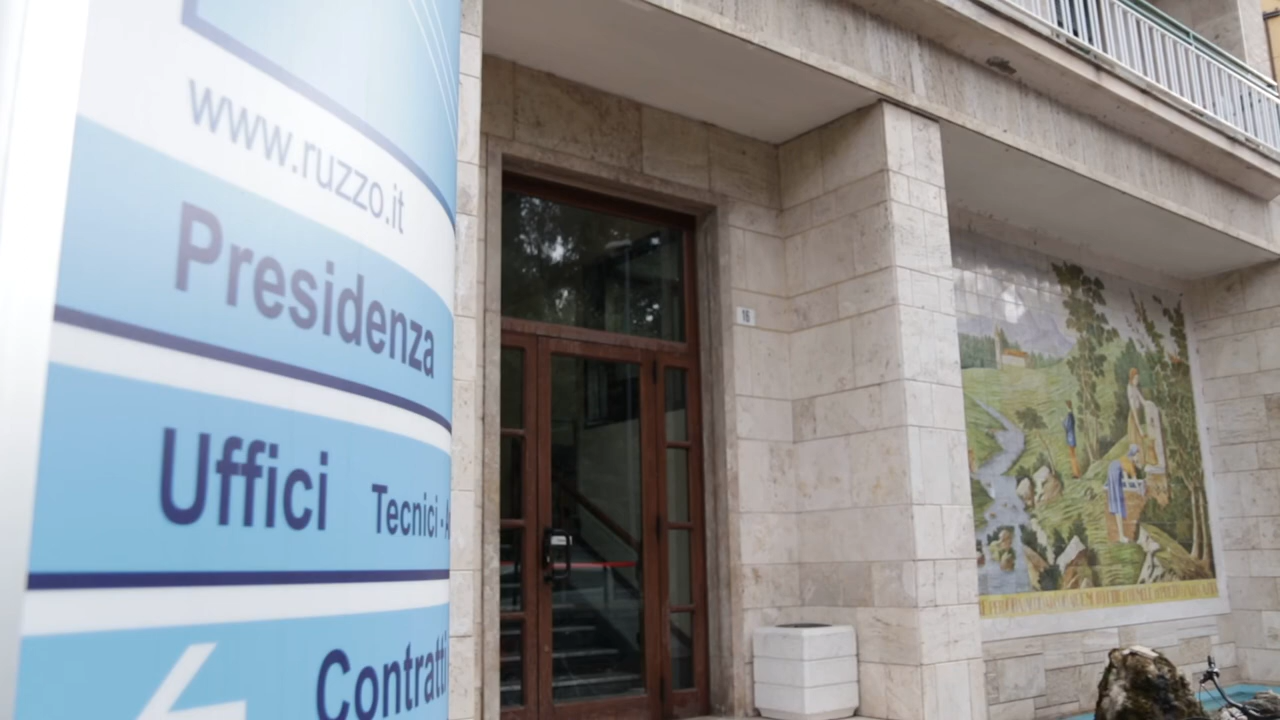 www.ruzzo.it
Presidenza
Uffici Tecnici -
Contratti
16